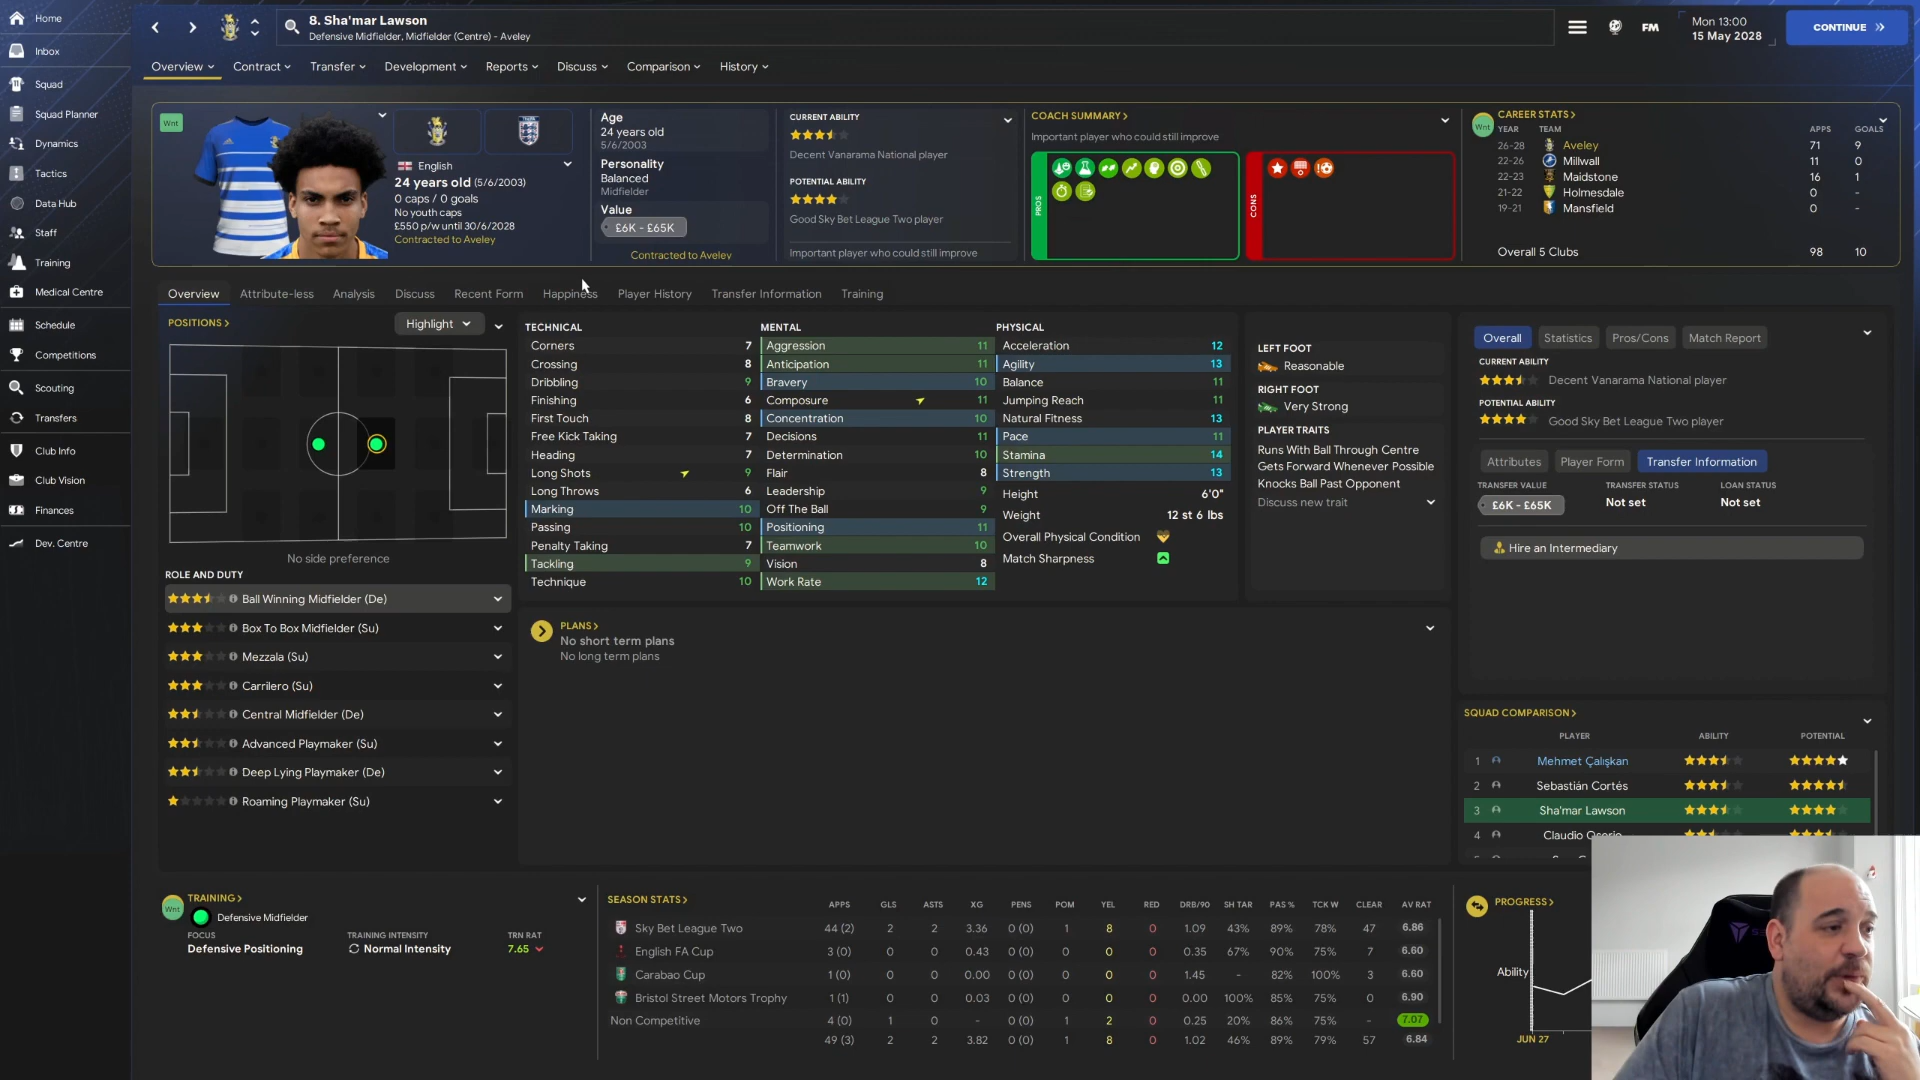 Home
Inbox
Squad
Squad Planner
Dynamics
Tactics
Data Hub
Staff
Training
Medical Centre
Schedule
Competitions
Scouting
Transfers
Club Info
Club Vision
Finances
Dev. Centre
8. Sha'mar Lawson
Defensive Midfielder, Midfielder (Centre) - Aveley
FM
Mon 13:00
15 May 2028
CONTINUE
Overview Contract Transfer Development Reports Discuss Comparison History
Wnt
English
24 years old (5/6/2003)
0 caps / 0 goals
No youth caps
£550 p/w until 30/6/2028
Contracted to Aveley
Age
24 years old
5/6/2003
Personality
Balanced
Midfielder
Value
£6K - £65K
Contracted to Aveley
CURRENT ABILITY
Decent Vanarama National player
POTENTIAL ABILITY
Good Sky Bet League Two player
Important player who could still improve
COACH SUMMARY
Important player who could still improve
PROS
CONS
Wnt
CAREER STATS
YEAR TEAM APPS GOALS
26-28 Aveley 71 9
22-26 Millwall 11 0
22-23 Maidstone 16 1
21-22 Holmesdale 0 -
19-21 Mansfield 0 -
Overall 5 Clubs 98 10
Overview Attribute-less Analysis Discuss Recent Form Happiness Player History Transfer Information Training
POSITIONS
Highlight
No side preference
ROLE AND DUTY
Ball Winning Midfielder (De)
Box To Box Midfielder (Su)
Mezzala (Su)
Carrilero (Su)
Central Midfielder (De)
Advanced Playmaker (Su)
Deep Lying Playmaker (De)
Roaming Playmaker (Su)
TECHNICAL
Corners 7
Crossing 8
Dribbling 9
Finishing 6
First Touch 8
Free Kick Taking 7
Heading 7
Long Shots 9
Long Throws 6
Marking 10
Passing 10
Penalty Taking 7
Tackling 9
Technique 10
MENTAL
Aggression 11
Anticipation 11
Bravery 10
Composure 11
Concentration 10
Decisions 11
Determination 10
Flair 8
Leadership 9
Off The Ball 9
Positioning 11
Teamwork 10
Vision 8
Work Rate 12
PHYSICAL
Acceleration 12
Agility 13
Balance 11
Jumping Reach 11
Natural Fitness 13
Pace 11
Stamina 14
Strength 13
Height 6'0"
Weight 12 st 6 lbs
Overall Physical Condition
Match Sharpness
LEFT FOOT
Reasonable
RIGHT FOOT
Very Strong
PLAYER TRAITS
Runs With Ball Through Centre
Gets Forward Whenever Possible
Knocks Ball Past Opponent
Discuss new trait
PLANS
No short term plans
No long term plans
Overall Statistics Pros/Cons Match Report
CURRENT ABILITY
Decent Vanarama National player
POTENTIAL ABILITY
Good Sky Bet League Two player
Attributes Player Form Transfer Information
TRANSFER VALUE TRANSFER STATUS LOAN STATUS
£6K - £65K Not set Not set
Hire an Intermediary
SQUAD COMPARISON
PLAYER ABILITY POTENTIAL
1 Mehmet Çalışkan
2 Sebastián Cortés
3 Sha'mar Lawson
4 Claudio Osorio
TRAINING
Wnt
Defensive Midfielder
FOCUS TRAINING INTENSITY TRN RAT
Defensive Positioning Normal Intensity 7.65
SEASON STATS
APPS GLS ASTS XG PENS POM YEL RED DRB/90 SH TAR PAS % TCK W CLEAR AV RAT
Sky Bet League Two 44 (2) 2 2 3.36 0 (0) 1 8 0 1.09 43% 89% 78% 47 6.86
English FA Cup 3 (0) 0 0 0.43 0 (0) 0 0 0 0.35 67% 90% 75% 7 6.60
Carabao Cup 1 (0) 0 0 0.00 0 (0) 0 0 0 1.45 - 82% 100% 3 6.60
Bristol Street Motors Trophy 1 (1) 0 0 0.03 0 (0) 0 0 0 0.00 100% 85% 75% 0 6.90
Non Competitive 4 (0) 1 0 - 0 (0) 1 2 0 0.25 20% 86% 75% - 7.07
49 (3) 2 2 3.82 0 (0) 1 8 0 1.02 46% 89% 79% 57 6.84
PROGRESS
Ability
JUN 27